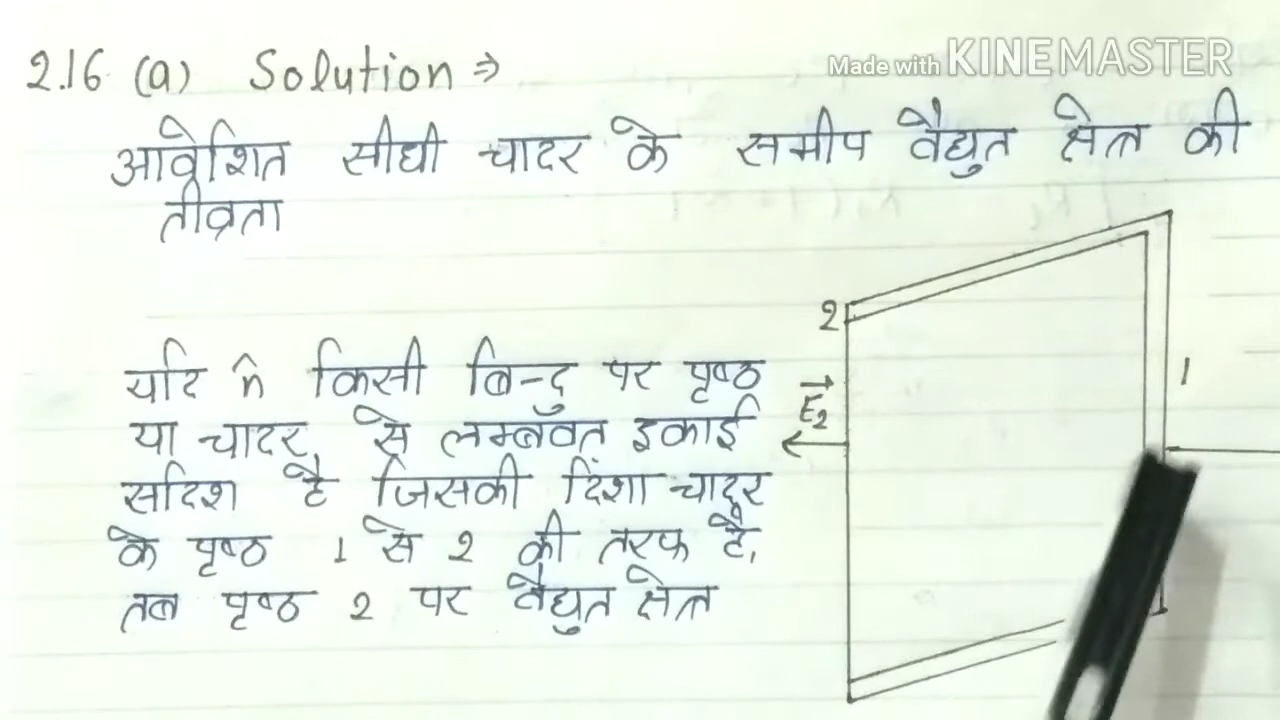 Made with KINEMASTER
2.16 (a) Solution ⇒
आवेशित सीधी चादर के समीप वैद्युत क्षेत्र की
तीव्रता
2
1
E⃗₂
यदि n̂ किसी बिन्दु पर पृष्ठ
या चादर से लम्बवत् इकाई
सदिश है जिसकी दिशा चादर
के पृष्ठ 1 से 2 की तरफ है,
तब पृष्ठ 2 पर वैद्युत क्षेत्र